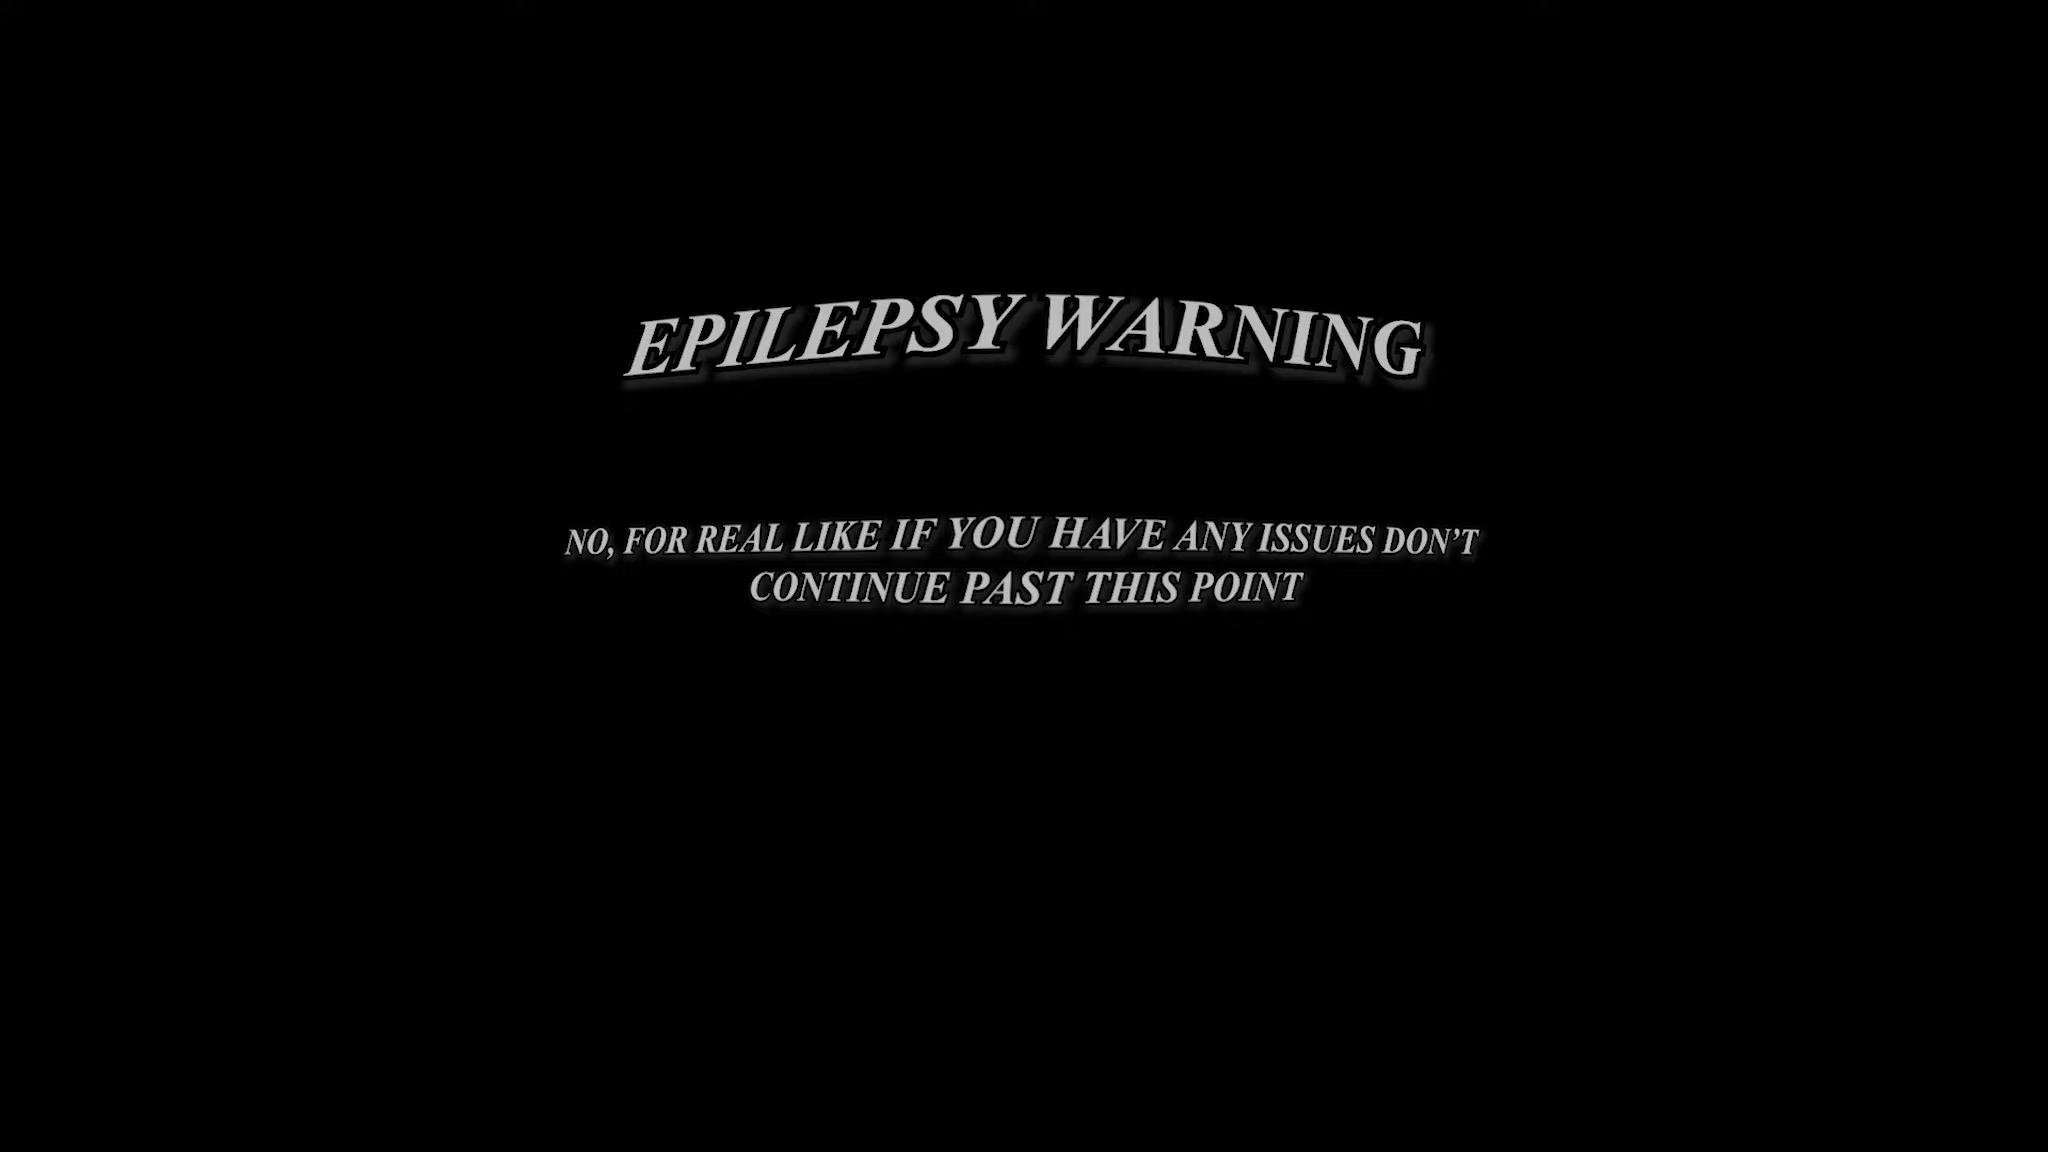 EPILEPSY WARNING
NO, FOR REAL LIKE IF YOU HAVE ANY ISSUES DON'T
CONTINUE PAST THIS POINT